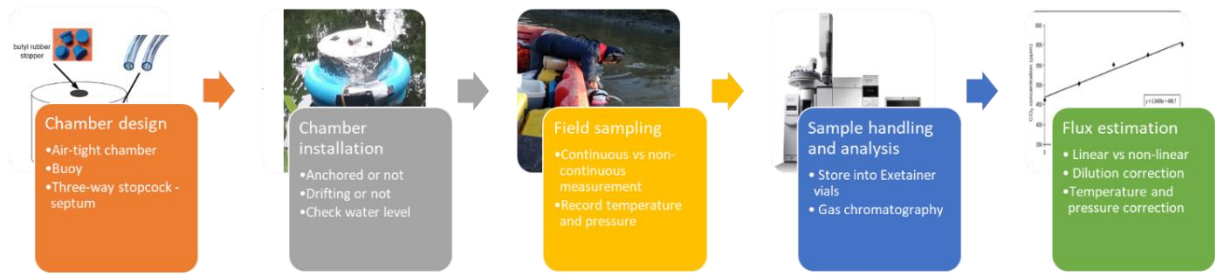 butyl rubber
stopper
Chamber design
•Air-tight chamber
•Buoy
•Three-way stopcock -
septum
Chamber
installation
•Anchored or not
•Drifting or not
•Check water level
Field sampling
•Continuous vs non-
continuous
measurement
•Record temperature
and pressure
Sample handling
and analysis
• Store into Exetainer
vials
• Gas chromatography
Flux estimation
• Linear vs non-linear
• Dilution correction
•Temperature and
pressure correction